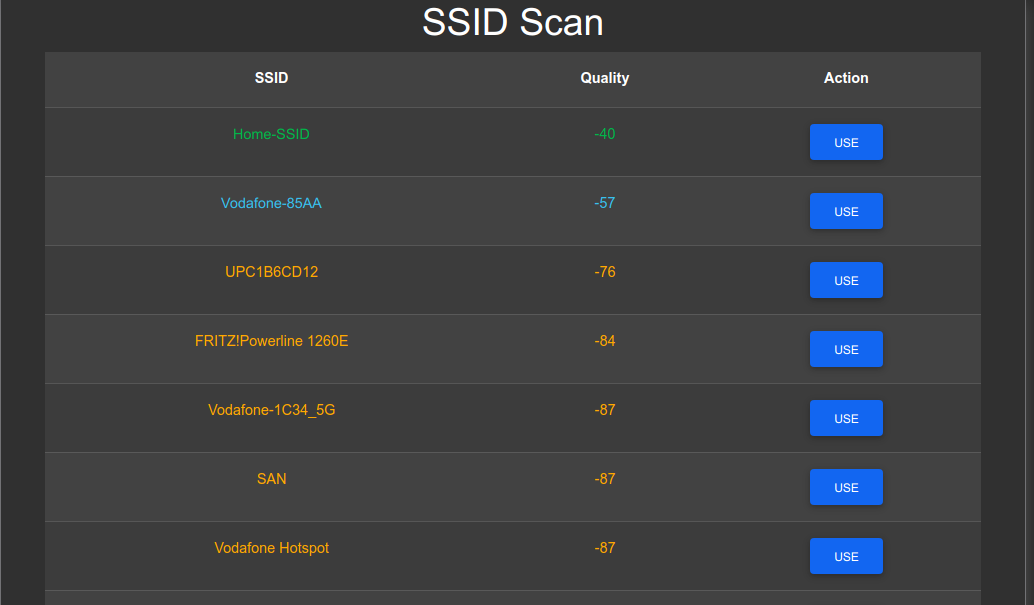 SSID Scan
SSID Quality Action
Home-SSID -40 USE
Vodafone-85AA -57 USE
UPC1B6CD12 -76 USE
FRITZ!Powerline 1260E -84 USE
Vodafone-1C34_5G -87 USE
SAN -87 USE
Vodafone Hotspot -87 USE